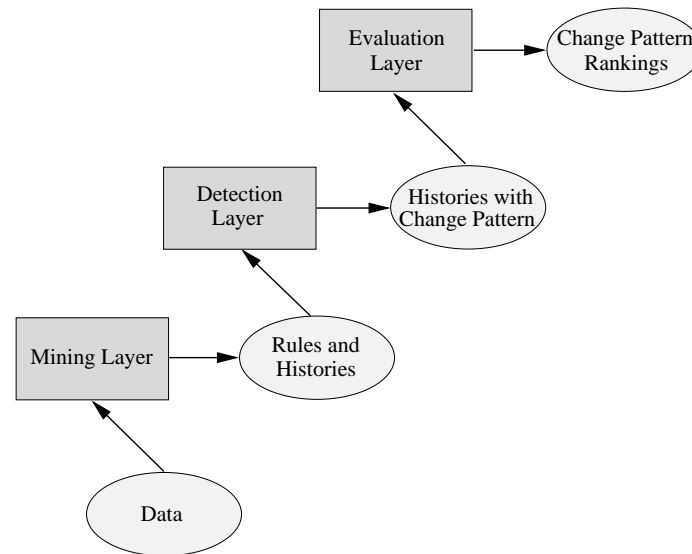 Evaluation
Layer
Change Pattern
Rankings
Detection
Layer
Histories with
Change Pattern
Mining Layer
Rules and
Histories
Data